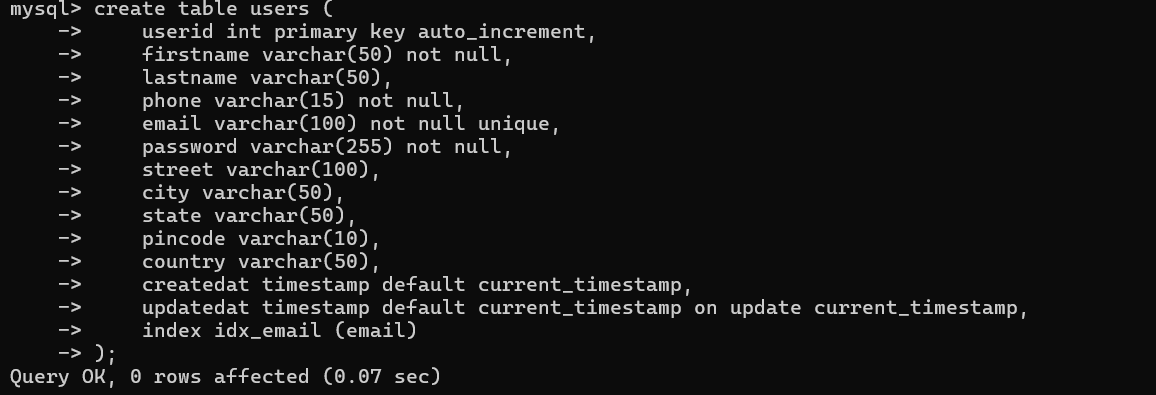 mysql> create table users (
    ->     userid int primary key auto_increment,
    ->     firstname varchar(50) not null,
    ->     lastname varchar(50),
    ->     phone varchar(15) not null,
    ->     email varchar(100) not null unique,
    ->     password varchar(255) not null,
    ->     street varchar(100),
    ->     city varchar(50),
    ->     state varchar(50),
    ->     pincode varchar(10),
    ->     country varchar(50),
    ->     createdat timestamp default current_timestamp,
    ->     updatedat timestamp default current_timestamp on update current_timestamp,
    ->     index idx_email (email)
    -> );
Query OK, 0 rows affected (0.07 sec)